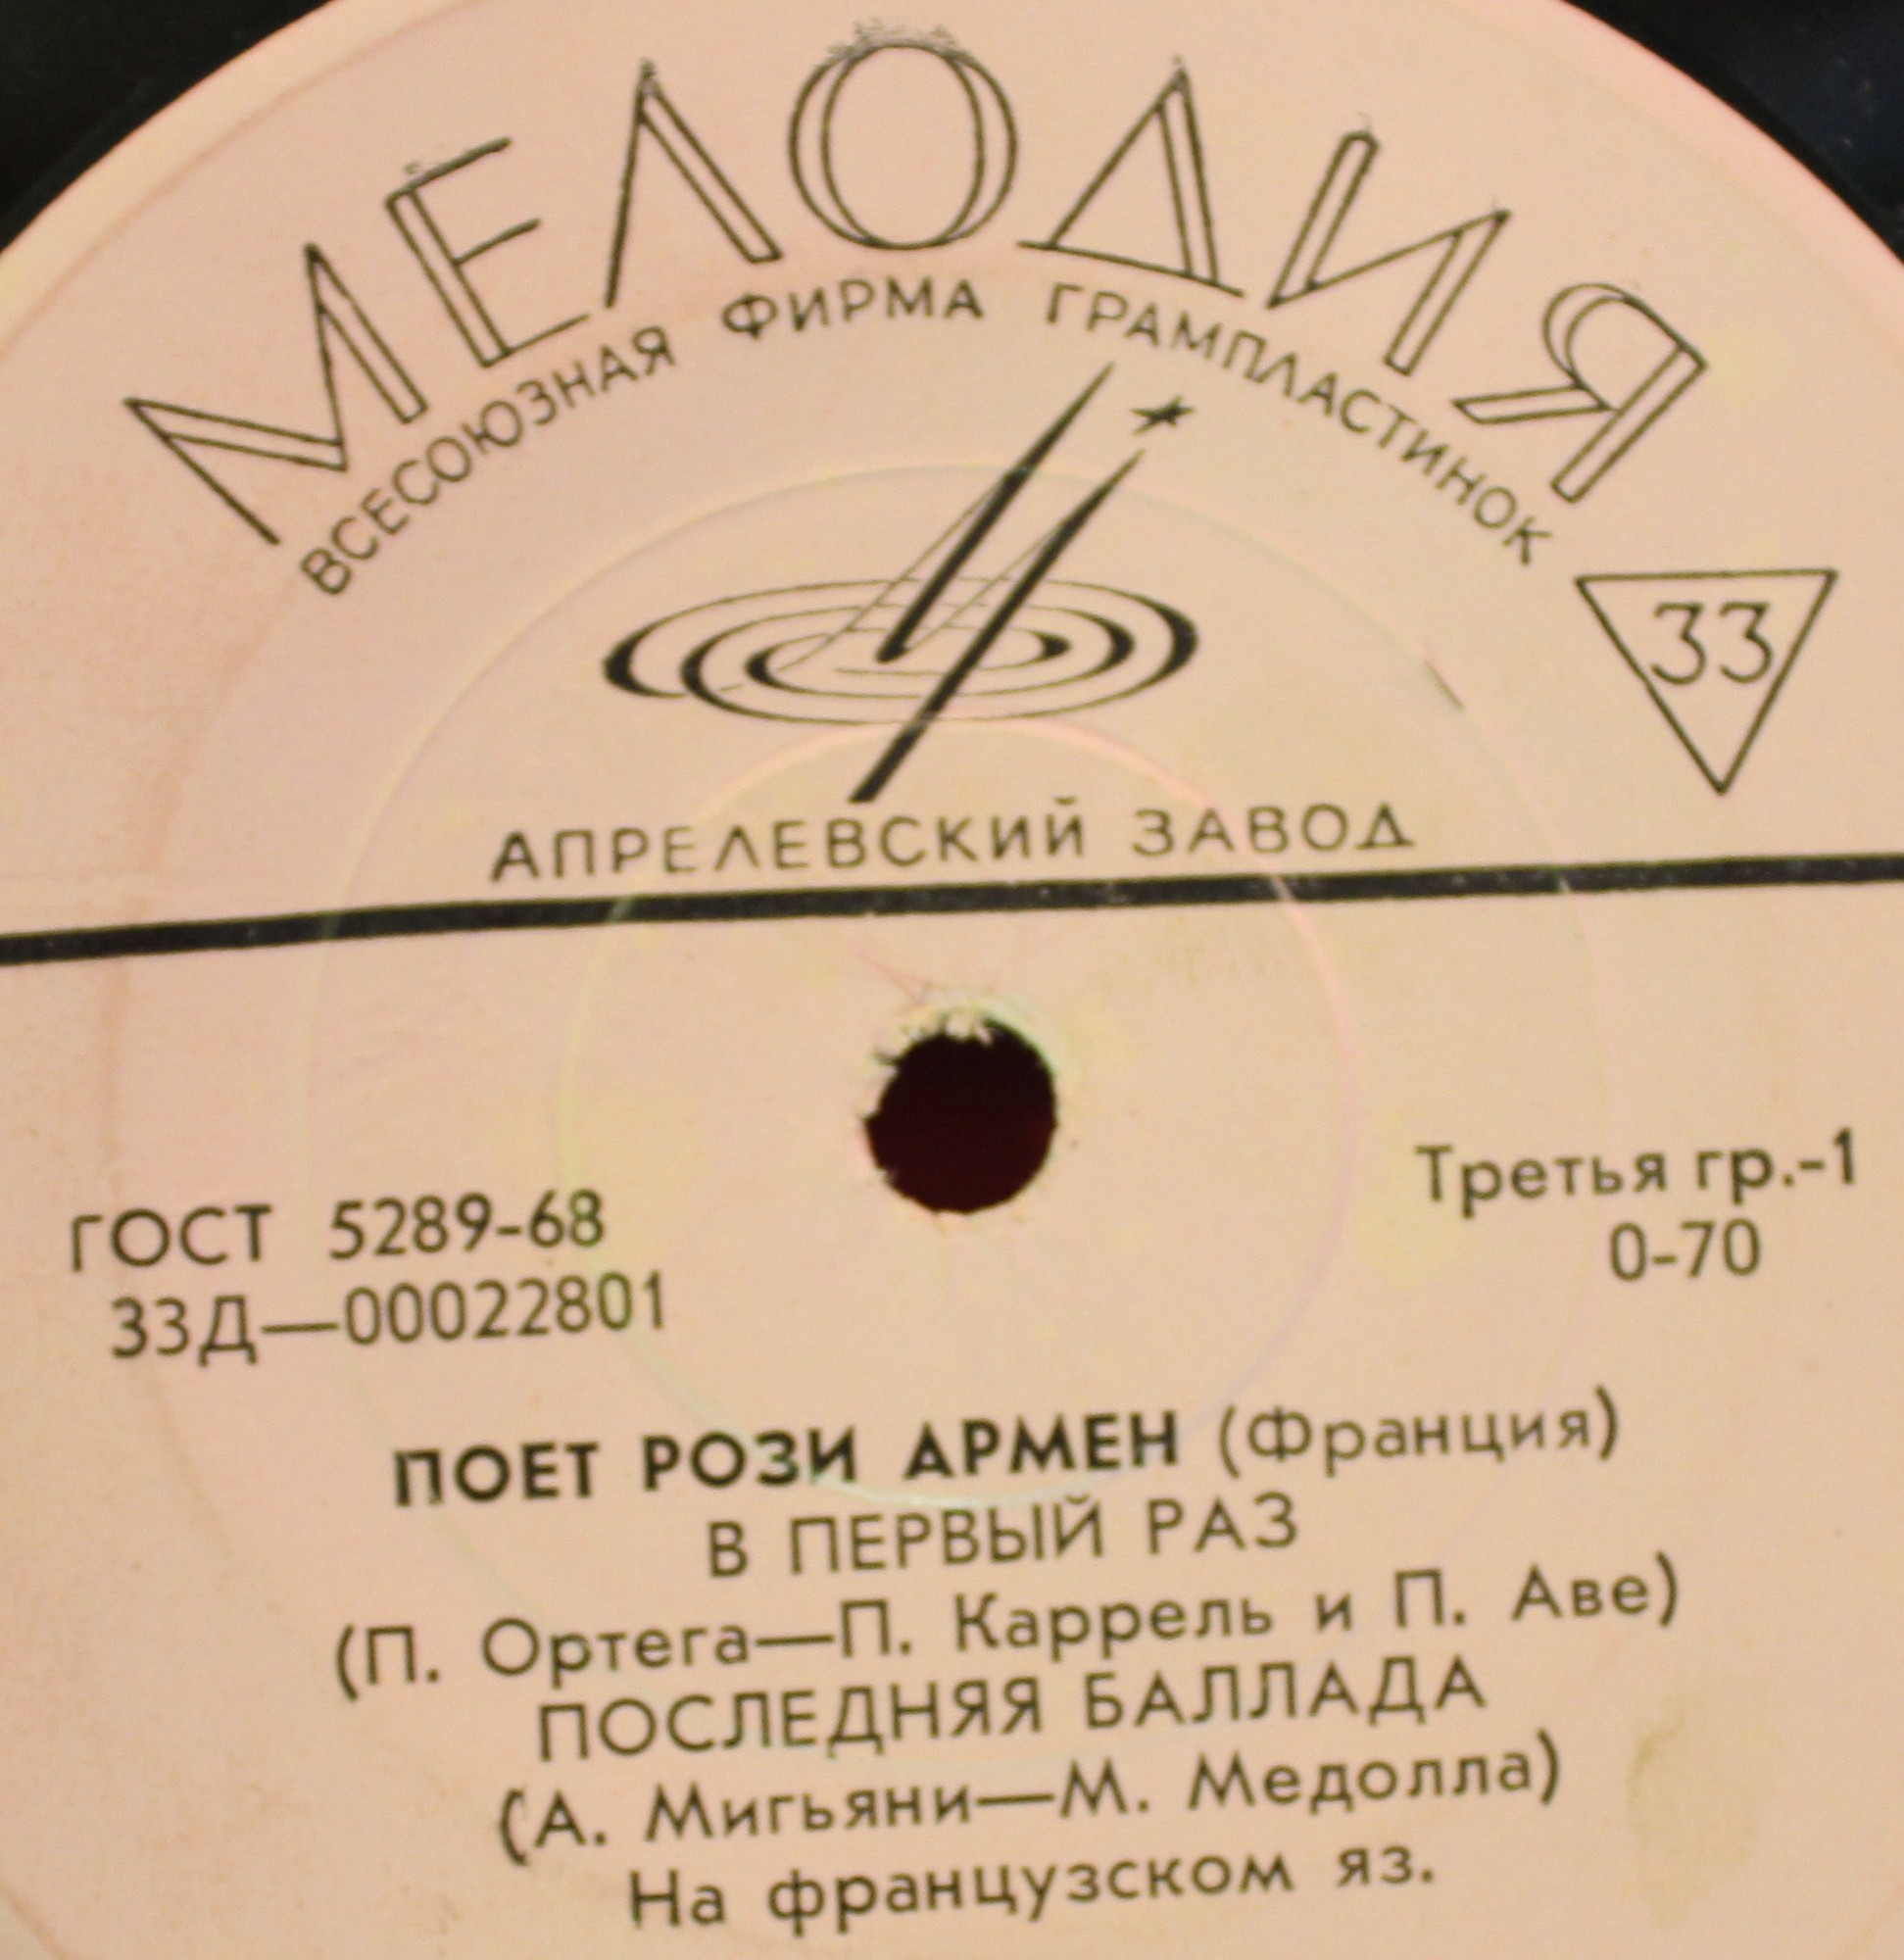 МЕЛОДИЯ
ВСЕСОЮЗНАЯ ФИРМА ГРАМПЛАСТИНОК
33
АПРЕЛЕВСКИЙ ЗАВОД
ГОСТ 5289-68
33Д—00022801
Третья гр.-1
0-70
ПОЕТ РОЗИ АРМЕН (Франция)
В ПЕРВЫЙ РАЗ
(П. Ортега—П. Каррель и П. Аве)
ПОСЛЕДНЯЯ БАЛЛАДА
(А. Мигьяни—М. Медолла)
На французском яз.